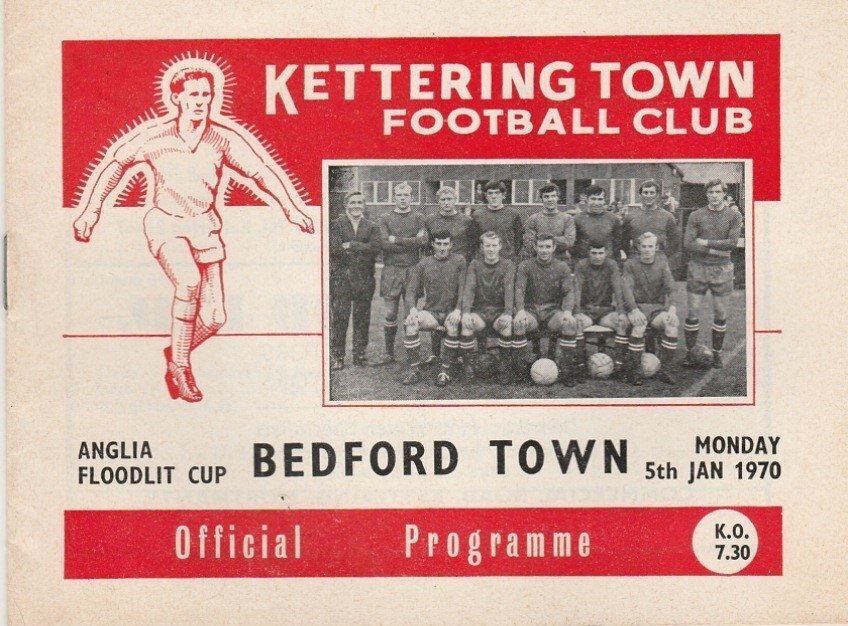 KETTERING TOWN
FOOTBALL CLUB
ANGLIA
FLOODLIT CUP
BEDFORD TOWN
MONDAY
5th JAN 1970
Official Programme
K.O.
7.30